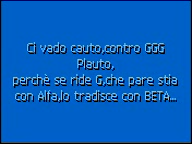 Ci vado cauto,contro GGG
Plauto,
perchè se ride G,che pare stia
con Alfa,lo tradisce con BETA...